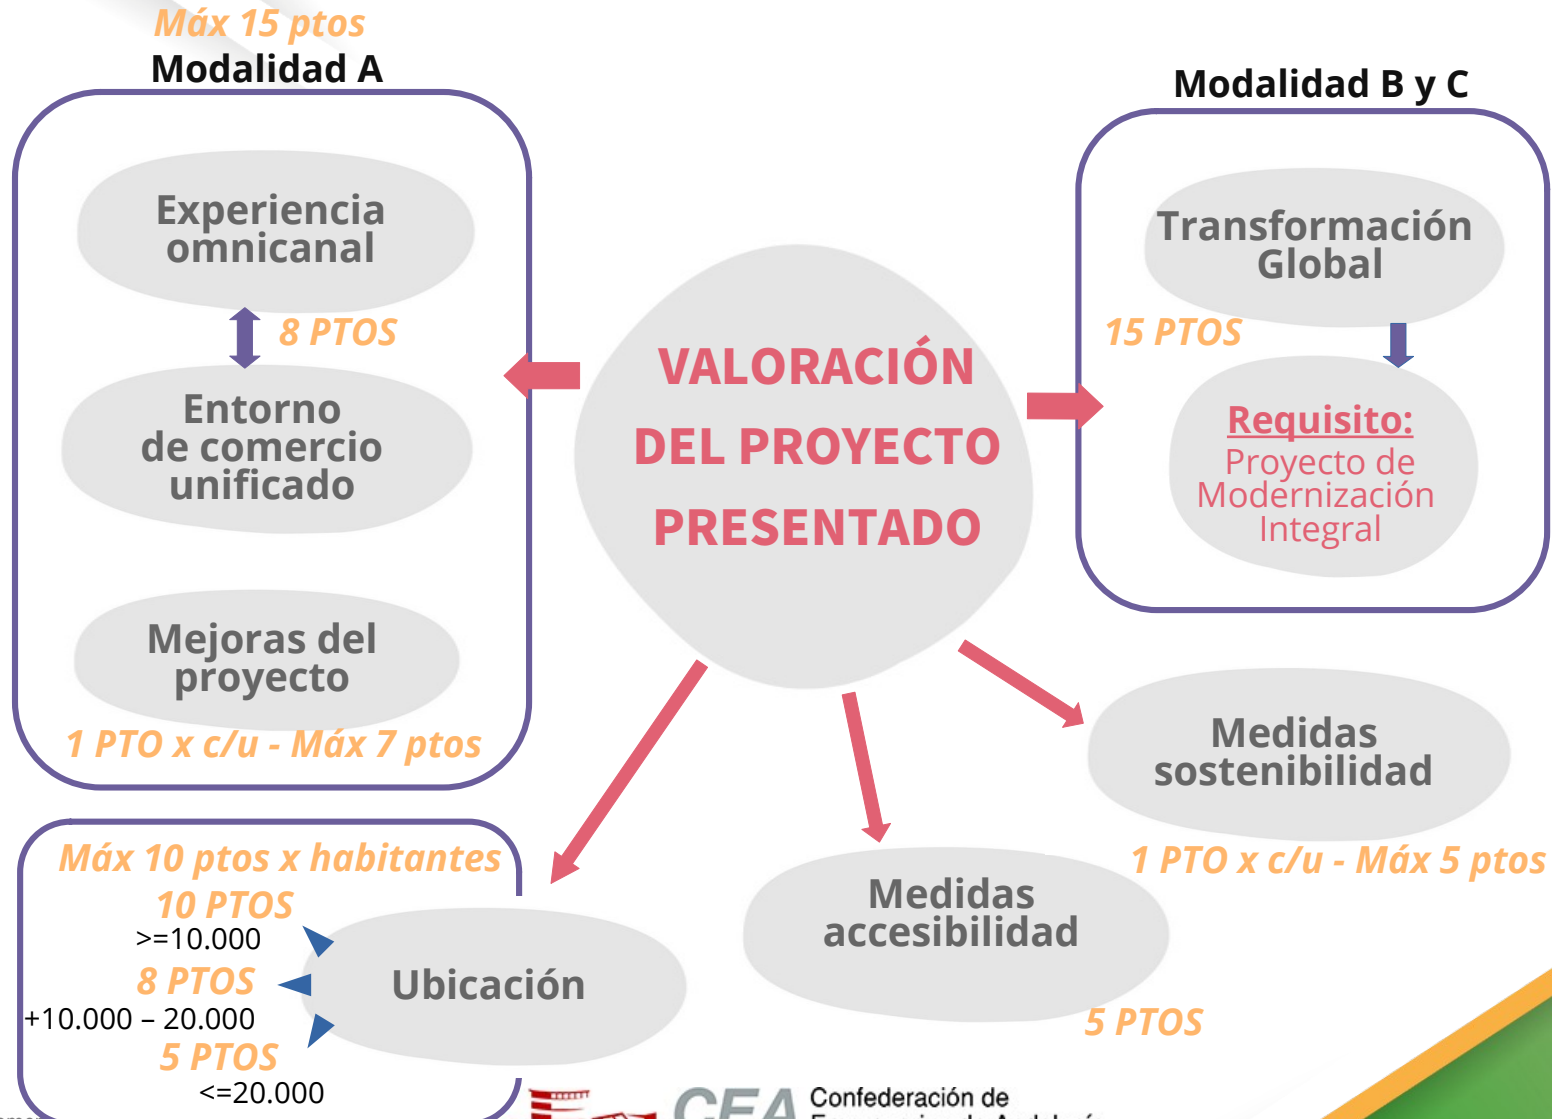 Máx 15 ptos
Modalidad A
Experiencia
omnicanal
8 PTOS
Entorno
de comercio
unificado
Mejoras del
proyecto
1 PTO x c/u - Máx 7 ptos
Modalidad B y C
Transformación
Global
15 PTOS
Requisito:
Proyecto de
Modernización
Integral
VALORACIÓN
DEL PROYECTO
PRESENTADO
Máx 10 ptos x habitantes
10 PTOS
>=10.000
8 PTOS
+10.000 – 20.000
5 PTOS
<=20.000
Ubicación
Medidas
accesibilidad
5 PTOS
Medidas
sostenibilidad
1 PTO x c/u - Máx 5 ptos
CEA
Confederación de